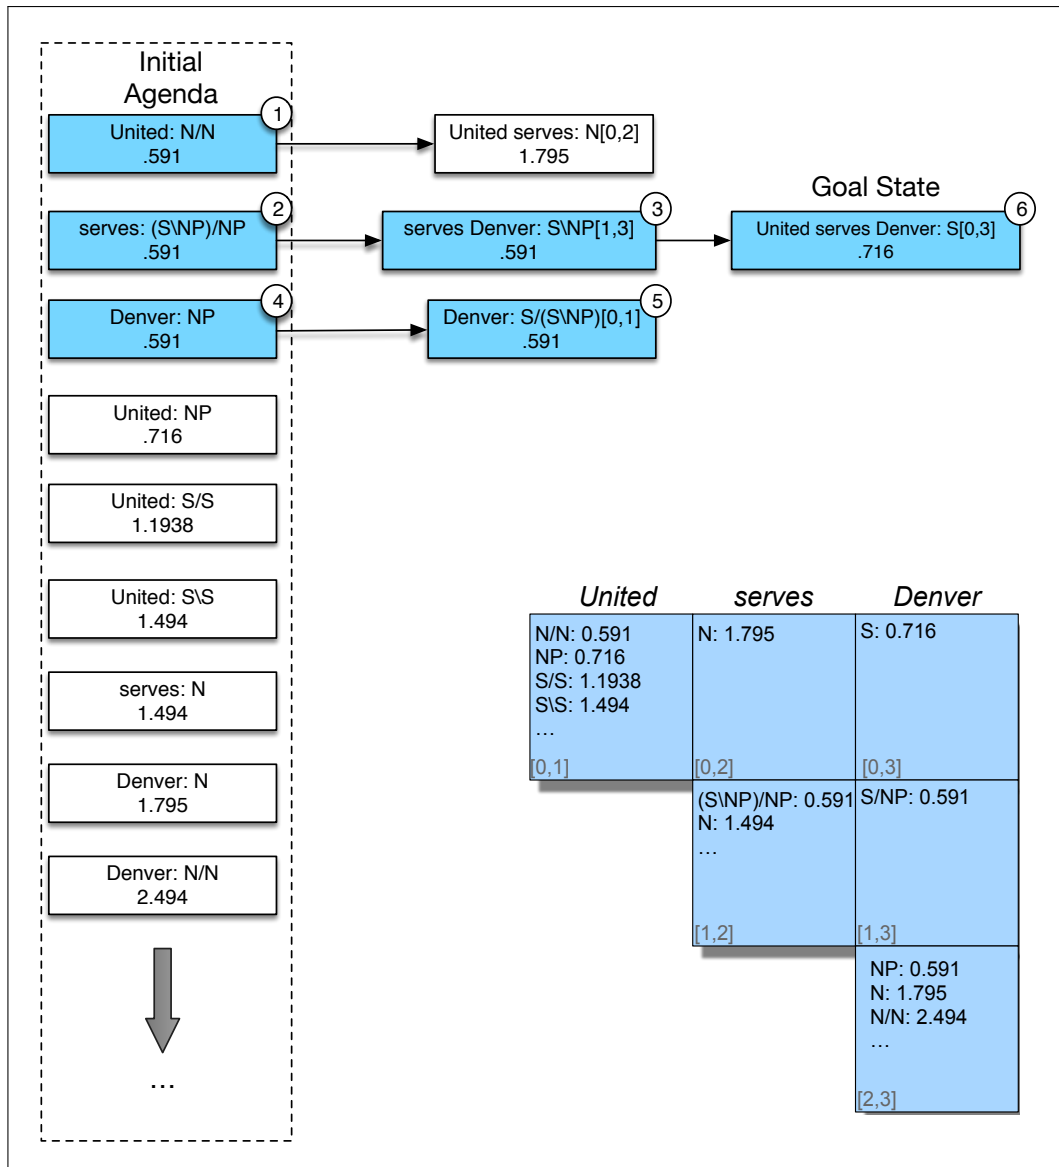 Initial
Agenda
1
United: N/N
.591
United serves: N[0,2]
1.795
Goal State
2
serves: (S\NP)/NP
.591
3
serves Denver: S\NP[1,3]
.591
6
United serves Denver: S[0,3]
.716
4
Denver: NP
.591
5
Denver: S/(S\NP)[0,1]
.591
United: NP
.716
United: S/S
1.1938
United: S\S
1.494
serves: N
1.494
Denver: N
1.795
Denver: N/N
2.494
...
United serves Denver
N/N: 0.591
NP: 0.716
S/S: 1.1938
S\S: 1.494
…
[0,1]
N: 1.795
[0,2]
S: 0.716
[0,3]
(S\NP)/NP: 0.591
N: 1.494
…
[1,2]
S/NP: 0.591
[1,3]
NP: 0.591
N: 1.795
N/N: 2.494
…
[2,3]